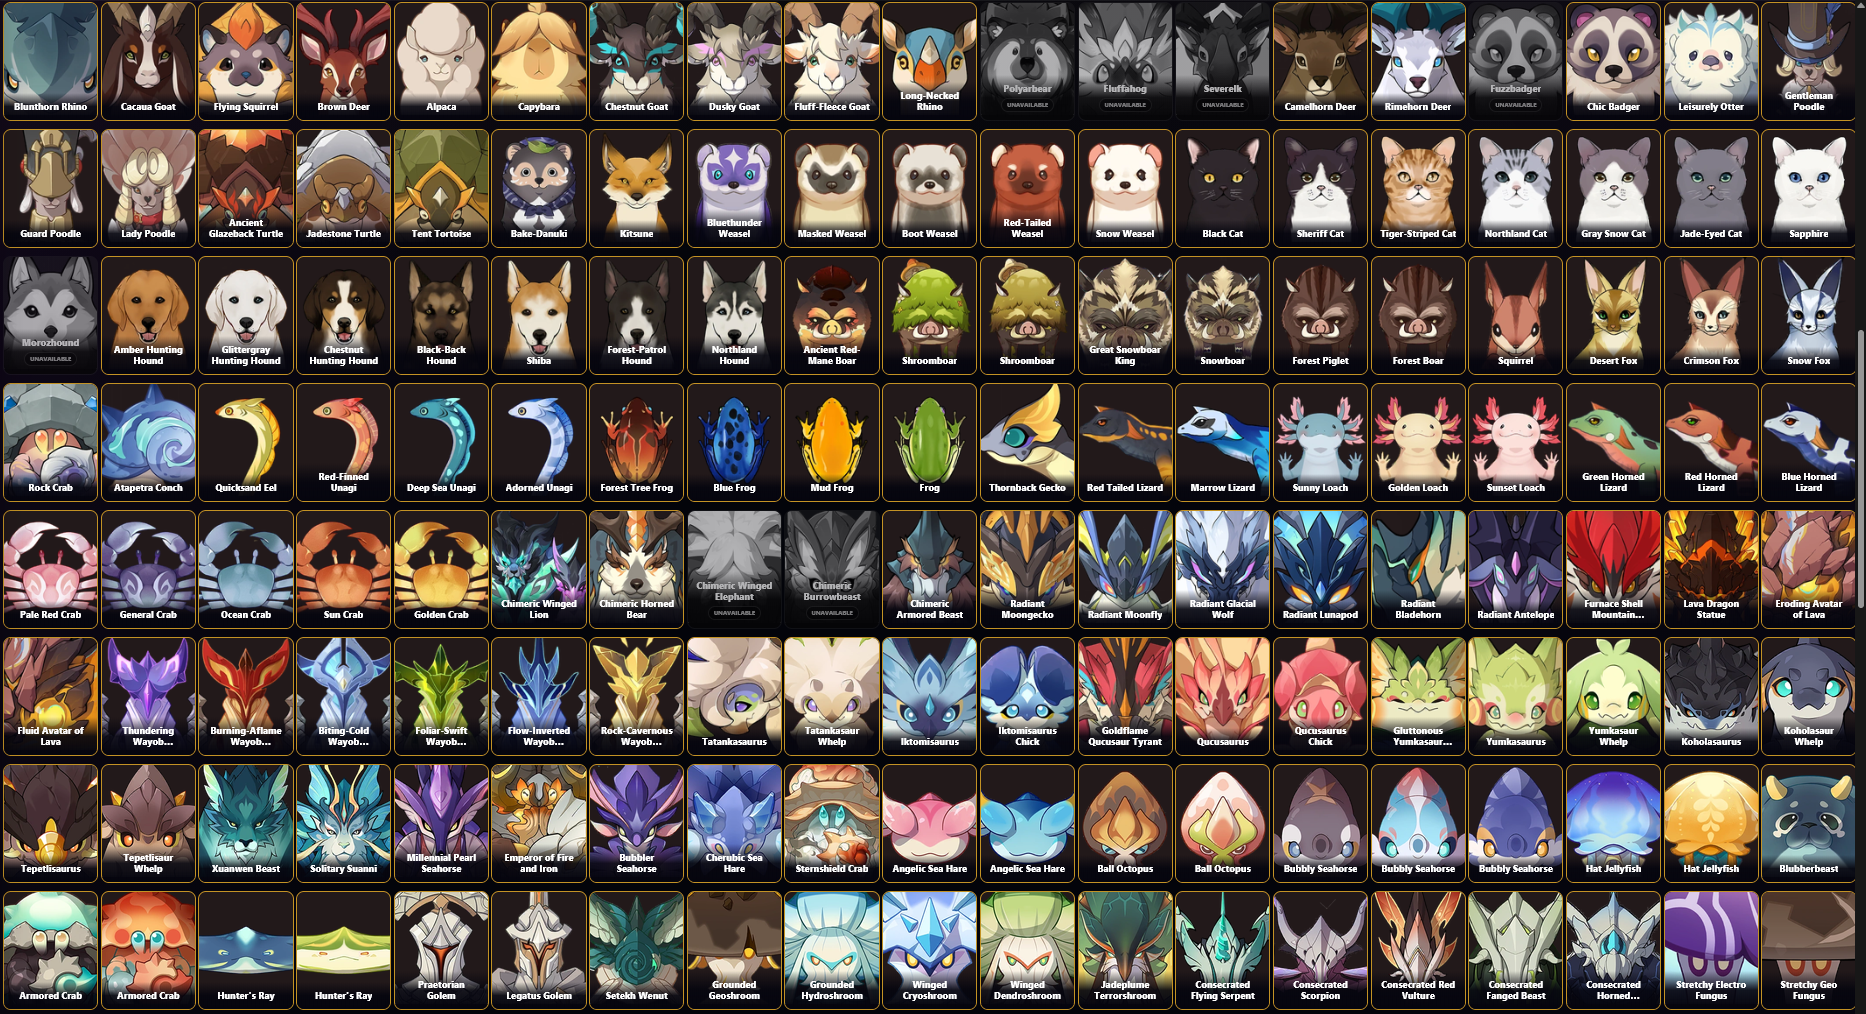 Blunthorn Rhino
Cacaua Goat
Flying Squirrel
Brown Deer
Alpaca
Capybara
Chestnut Goat
Dusky Goat
Fluff-Fleece Goat
Long-Necked
Rhino
Polyarbear
UNAVAILABLE
Fluffahog
UNAVAILABLE
Severelk
UNAVAILABLE
Camelhorn Deer
Rimehorn Deer
Fuzzbadger
UNAVAILABLE
Chic Badger
Leisurely Otter
Gentleman
Poodle
Guard Poodle
Lady Poodle
Ancient
Glazeback Turtle
Jadestone Turtle
Tent Tortoise
Bake-Danuki
Kitsune
Bluethunder
Weasel
Masked Weasel
Boot Weasel
Red-Tailed
Weasel
Snow Weasel
Black Cat
Sheriff Cat
Tiger-Striped Cat
Northland Cat
Gray Snow Cat
Jade-Eyed Cat
Sapphire
Morozhound
UNAVAILABLE
Amber Hunting
Hound
Glittergray
Hunting Hound
Chestnut
Hunting Hound
Black-Back
Hound
Shiba
Forest-Patrol
Hound
Northland
Hound
Ancient Red-
Mane Boar
Shroomboar
Shroomboar
Great Snowboar
King
Snowboar
Forest Piglet
Forest Boar
Squirrel
Desert Fox
Crimson Fox
Snow Fox
Rock Crab
Atapetra Conch
Quicksand Eel
Red-Finned
Unagi
Deep Sea Unagi
Adorned Unagi
Forest Tree Frog
Blue Frog
Mud Frog
Frog
Thornback Gecko
Red Tailed Lizard
Marrow Lizard
Sunny Loach
Golden Loach
Sunset Loach
Green Horned
Lizard
Red Horned
Lizard
Blue Horned
Lizard
Pale Red Crab
General Crab
Ocean Crab
Sun Crab
Golden Crab
Chimeric Winged
Lion
Chimeric Horned
Bear
Chimeric Winged
Elephant
UNAVAILABLE
Chimeric
Burrowbeast
UNAVAILABLE
Chimeric
Armored Beast
Radiant
Moongecko
Radiant Moonfly
Radiant Glacial
Wolf
Radiant Lunapod
Radiant
Bladehorn
Radiant Antelope
Furnace Shell
Mountain...
Lava Dragon
Statue
Eroding Avatar
of Lava
Fluid Avatar of
Lava
Thundering
Wayob...
Burning-Aflame
Wayob...
Biting-Cold
Wayob...
Foliar-Swift
Wayob...
Flow-Inverted
Wayob...
Rock-Cavernous
Wayob...
Tatankasaurus
Tatankasaur
Whelp
Iktomisaurus
Iktomisaurus
Chick
Goldflame
Qucusaur Tyrant
Qucusaurus
Qucusaurus
Chick
Gluttonous
Yumkasaur...
Yumkasaurus
Yumkasaur
Whelp
Koholasaurus
Koholasaur
Whelp
Tepetlisaurus
Tepetlisaur
Whelp
Xuanwen Beast
Solitary Suanni
Millennial Pearl
Seahorse
Emperor of Fire
and Iron
Bubbler
Seahorse
Cherubic Sea
Hare
Sternshield Crab
Angelic Sea Hare
Angelic Sea Hare
Ball Octopus
Ball Octopus
Bubbly Seahorse
Bubbly Seahorse
Bubbly Seahorse
Hat Jellyfish
Hat Jellyfish
Blubberbeast
Armored Crab
Armored Crab
Hunter's Ray
Hunter's Ray
Praetorian
Golem
Legatus Golem
Setekh Wenut
Grounded
Geoshroom
Grounded
Hydroshroom
Winged
Cryoshroom
Winged
Dendroshroom
Jadeplume
Terrorshroom
Consecrated
Flying Serpent
Consecrated
Scorpion
Consecrated Red
Vulture
Consecrated
Fanged Beast
Consecrated
Horned...
Stretchy Electro
Fungus
Stretchy Geo
Fungus